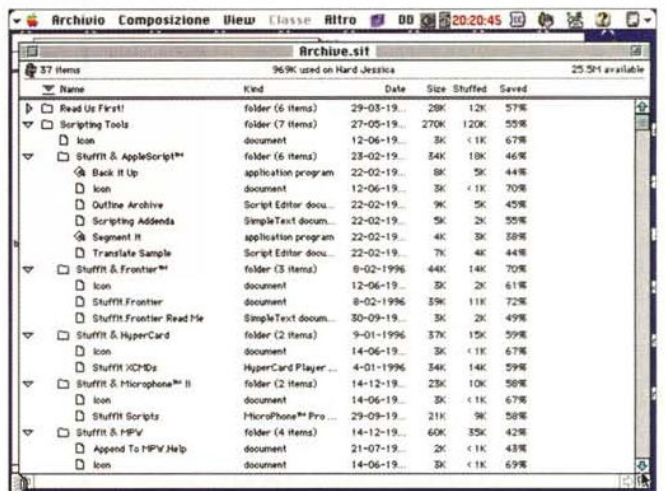 Archivio Composizione View Classe Altro DD 20:20:45
Archive.sit
37 items 969K used on Hard Jessica 25.5M available
Name Kind Date Size Stuffed Saved
Read Us First! folder (6 items) 29-03-19... 28K 12K 57%
Scripting Tools folder (7 items) 27-05-19... 270K 120K 55%
Icon document 12-06-19... 3K < 1K 67%
StuffIt & AppleScript™ folder (6 items) 23-02-19... 34K 18K 46%
Back It Up application program 22-02-19... 8K 5K 44%
Icon document 12-06-19... 3K < 1K 70%
Outline Archive Script Editor docu... 22-02-19... 9K 5K 45%
Scripting Addenda SimpleText docum... 22-02-19... 5K 2K 55%
Segment It application program 22-02-19... 4K 3K 38%
Translate Sample Script Editor docu... 22-02-19... 7K 4K 44%
StuffIt & Frontier™ folder (3 items) 8-02-1996 44K 14K 70%
Icon document 12-06-19... 3K 2K 61%
StuffIt.Frontier document 8-02-1996 39K 11K 72%
StuffIt.Frontier Read Me SimpleText docum... 30-09-19... 3K 2K 49%
StuffIt & HyperCard folder (2 items) 9-01-1996 37K 15K 59%
Icon document 14-06-19... 3K < 1K 67%
StuffIt XCMDs HyperCard Player ... 4-01-1996 34K 14K 59%
StuffIt & Microphone™ II folder (2 items) 14-12-19... 23K 10K 58%
Icon document 14-06-19... 3K < 1K 67%
StuffIt Scripts MicroPhone™ Pro ... 29-09-19... 21K 9K 58%
StuffIt & MPW folder (4 items) 14-12-19... 60K 35K 42%
Append To MPW.Help document 21-07-19... 2K < 1K 43%
Icon document 14-06-19... 3K < 1K 69%